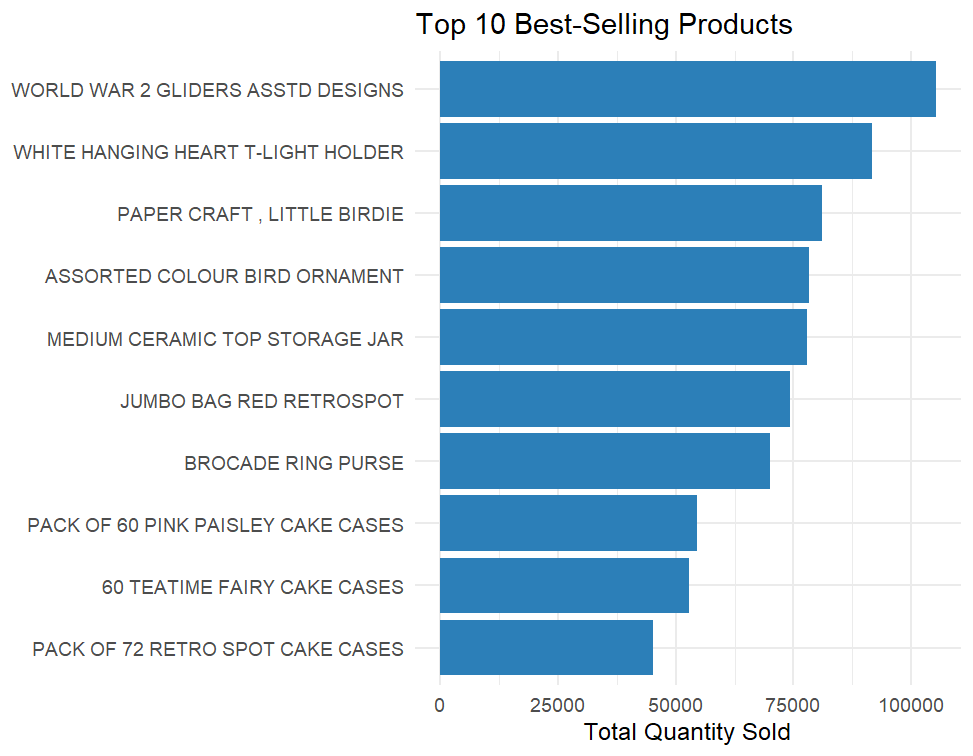 Top 10 Best-Selling Products
WORLD WAR 2 GLIDERS ASSTD DESIGNS
WHITE HANGING HEART T-LIGHT HOLDER
PAPER CRAFT , LITTLE BIRDIE
ASSORTED COLOUR BIRD ORNAMENT
MEDIUM CERAMIC TOP STORAGE JAR
JUMBO BAG RED RETROSPOT
BROCADE RING PURSE
PACK OF 60 PINK PAISLEY CAKE CASES
60 TEATIME FAIRY CAKE CASES
PACK OF 72 RETRO SPOT CAKE CASES
0 25000 50000 75000 100000
Total Quantity Sold